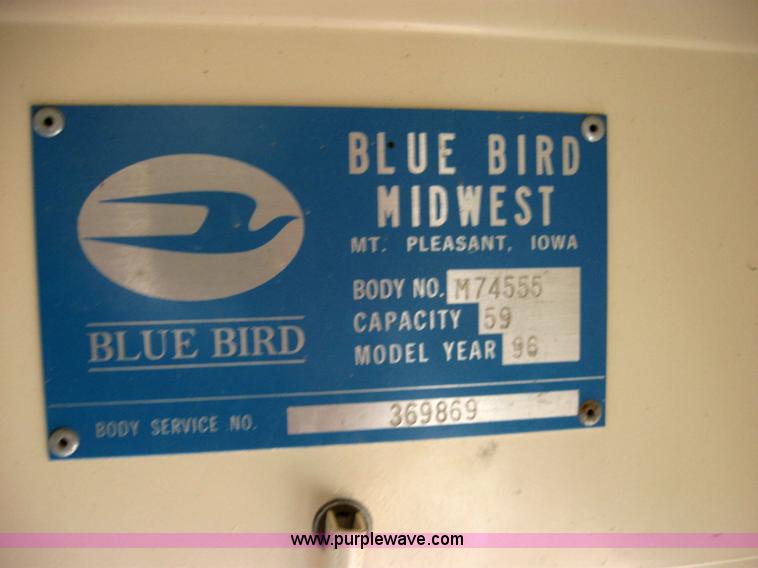 BLUE BIRD
MIDWEST
MT. PLEASANT, IOWA
BODY NO. M74555
CAPACITY 59
MODEL YEAR 96
BLUE BIRD
BODY SERVICE NO. 369869
www.purplewave.com